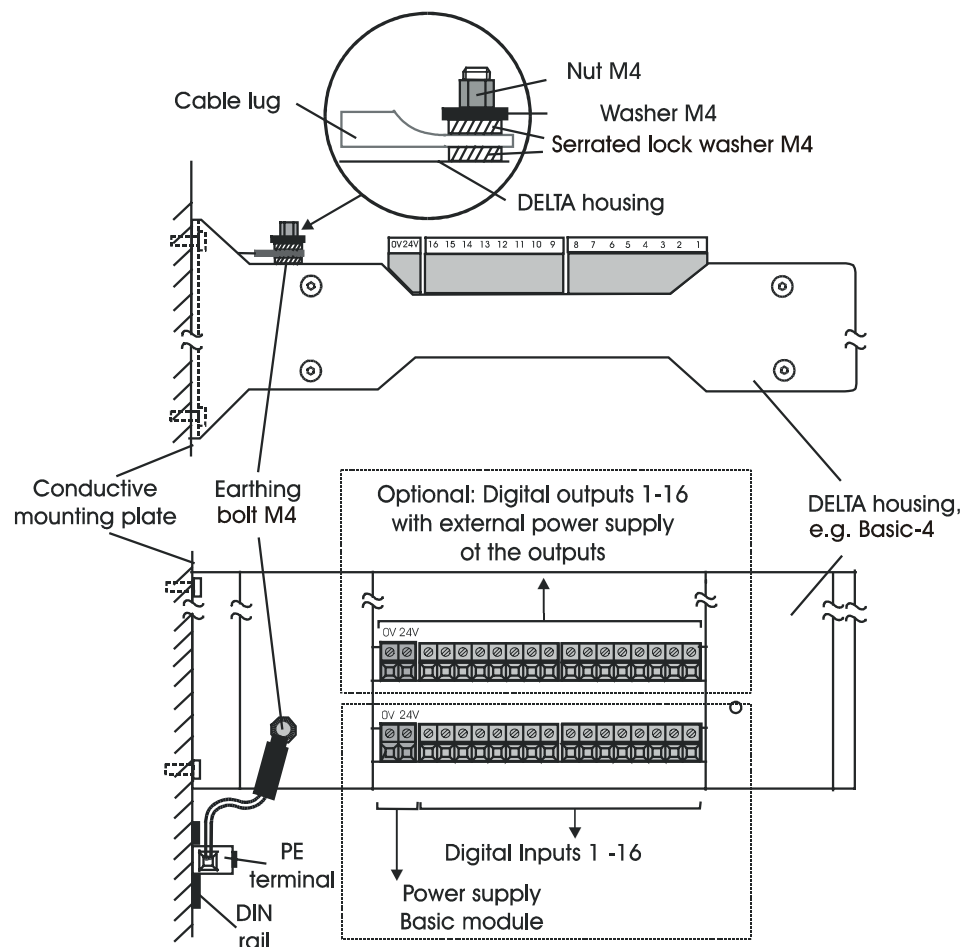 Nut M4
Cable lug
Washer M4
Serrated lock washer M4
DELTA housing
0V 24V 16 15 14 13 12 11 10 9 8 7 6 5 4 3 2 1
Conductive
mounting plate
Earthing
bolt M4
Optional: Digital outputs 1-16
with external power supply
ot the outputs
DELTA housing,
e.g. Basic-4
0V 24V
0V 24V
Digital Inputs 1 -16
PE
terminal
Power supply
Basic module
DIN
rail